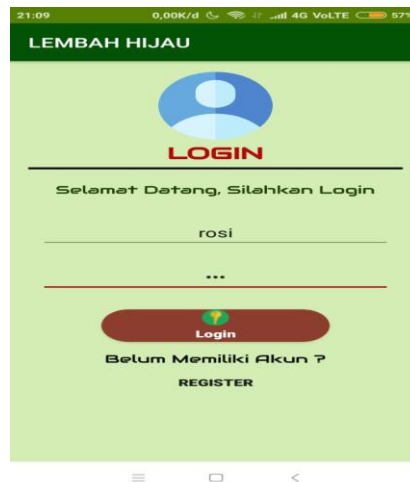 21:09 0,00K/d 4G VoLTE 57%
LEMBAH HIJAU
LOGIN
Selamat Datang, Silahkan Login
rosi
•••
Login
Belum Memiliki Akun ?
REGISTER